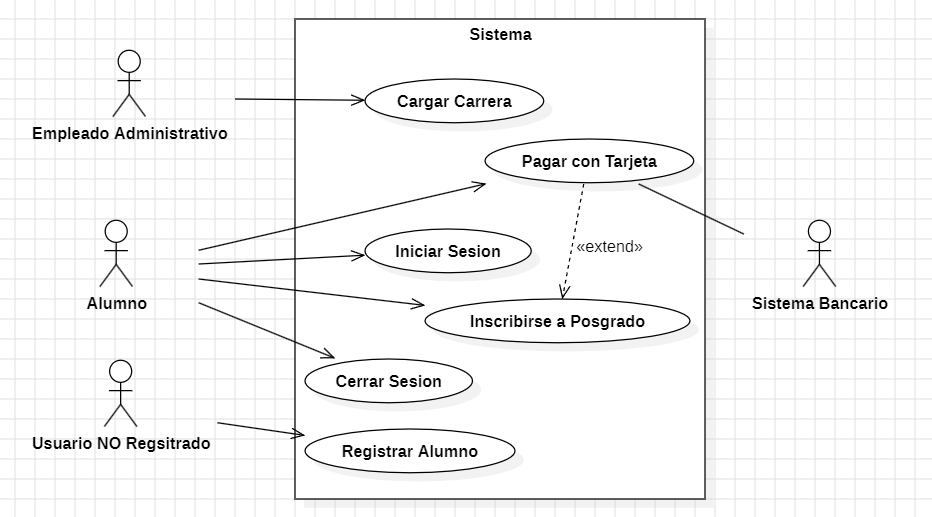 Sistema
Cargar Carrera
Empleado Administrativo
Pagar con Tarjeta
Iniciar Sesion
«extend»
Alumno
Sistema Bancario
Inscribirse a Posgrado
Cerrar Sesion
Usuario NO Regsitrado
Registrar Alumno